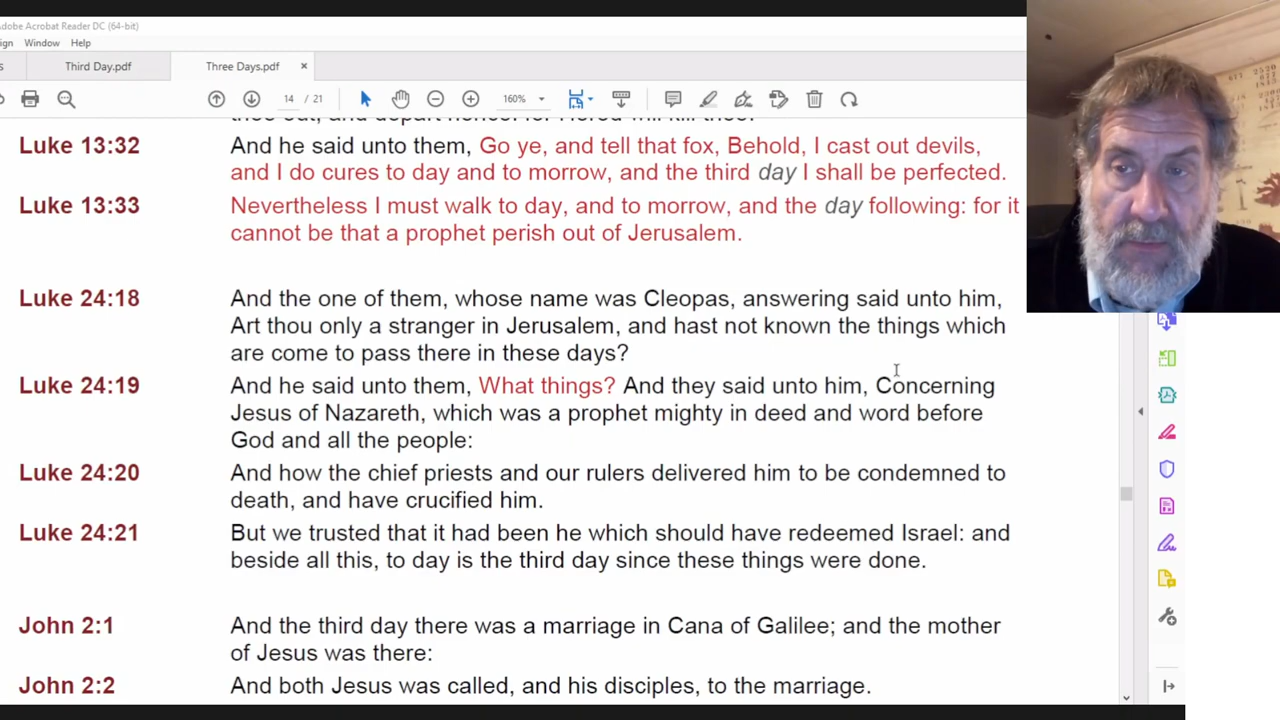 Adobe Acrobat Reader DC (64-bit)
Window Help
Third Day.pdf
Three Days.pdf
14 / 21
160%
Luke 13:32 And he said unto them, Go ye, and tell that fox, Behold, I cast out devils,
and I do cures to day and to morrow, and the third day I shall be perfected.
Luke 13:33 Nevertheless I must walk to day, and to morrow, and the day following: for it
cannot be that a prophet perish out of Jerusalem.
Luke 24:18 And the one of them, whose name was Cleopas, answering said unto him,
Art thou only a stranger in Jerusalem, and hast not known the things which
are come to pass there in these days?
Luke 24:19 And he said unto them, What things? And they said unto him, Concerning
Jesus of Nazareth, which was a prophet mighty in deed and word before
God and all the people:
Luke 24:20 And how the chief priests and our rulers delivered him to be condemned to
death, and have crucified him.
Luke 24:21 But we trusted that it had been he which should have redeemed Israel: and
beside all this, to day is the third day since these things were done.
John 2:1 And the third day there was a marriage in Cana of Galilee; and the mother
of Jesus was there:
John 2:2 And both Jesus was called, and his disciples, to the marriage.